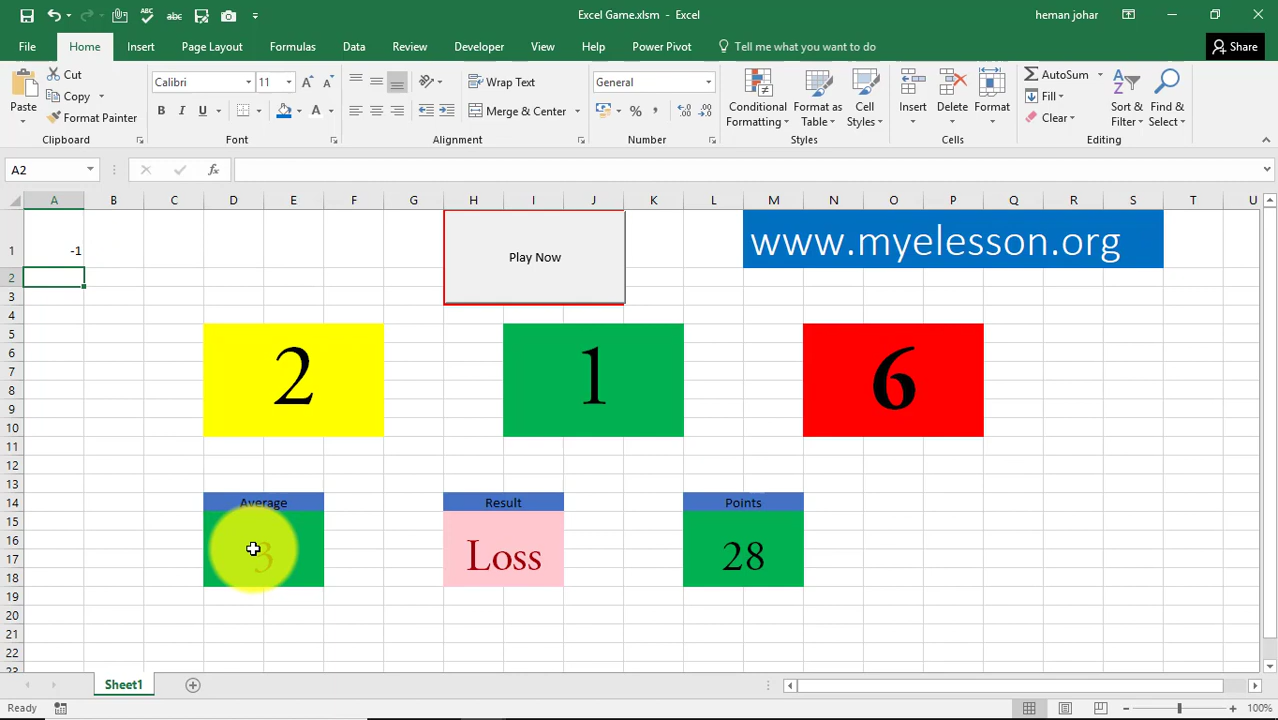 Excel Game.xlsm - Excel
heman johar
File Home Insert Page Layout Formulas Data Review Developer View Help Power Pivot Tell me what you want to do Share
Paste
Cut
Copy
Format Painter
Calibri 11
B I U
Wrap Text
Merge & Center
General
Conditional Formatting
Format as Table
Cell Styles
Insert
Delete
Format
AutoSum
Fill
Clear
Sort & Filter
Find & Select
Clipboard Font Alignment Number Styles Cells Editing
A2 fx
A B C D E F G H I J K L M N O P Q R S T U
1
-1
Play Now
www.myelesson.org
2
3
4
5
6
7
8
9
10
2 1 6
11
12
13
14
Average Result Points
15
16
17
18
3 Loss 28
19
20
21
22
23
Sheet1
Ready
100%